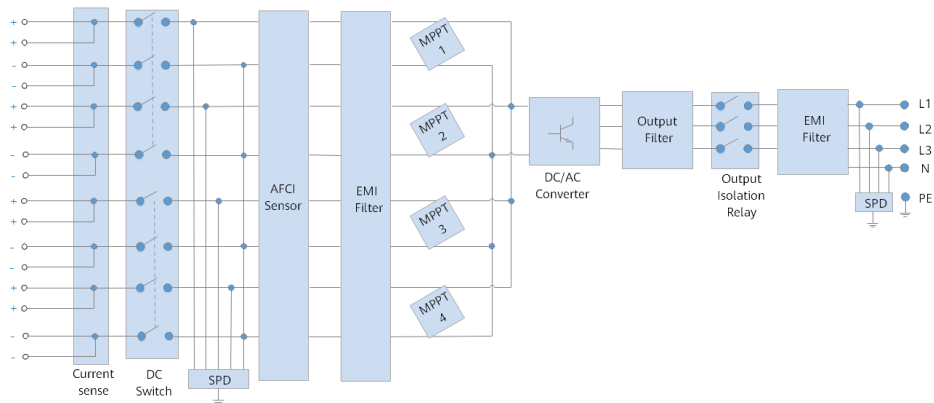 +
+
-
-
+
+
-
-
+
+
-
-
+
+
-
-
Current
sense
DC
Switch
SPD
AFCI
Sensor
EMI
Filter
MPPT
1
MPPT
2
MPPT
3
MPPT
4
DC/AC
Converter
Output
Filter
Output
Isolation
Relay
EMI
Filter
SPD
L1
L2
L3
N
PE